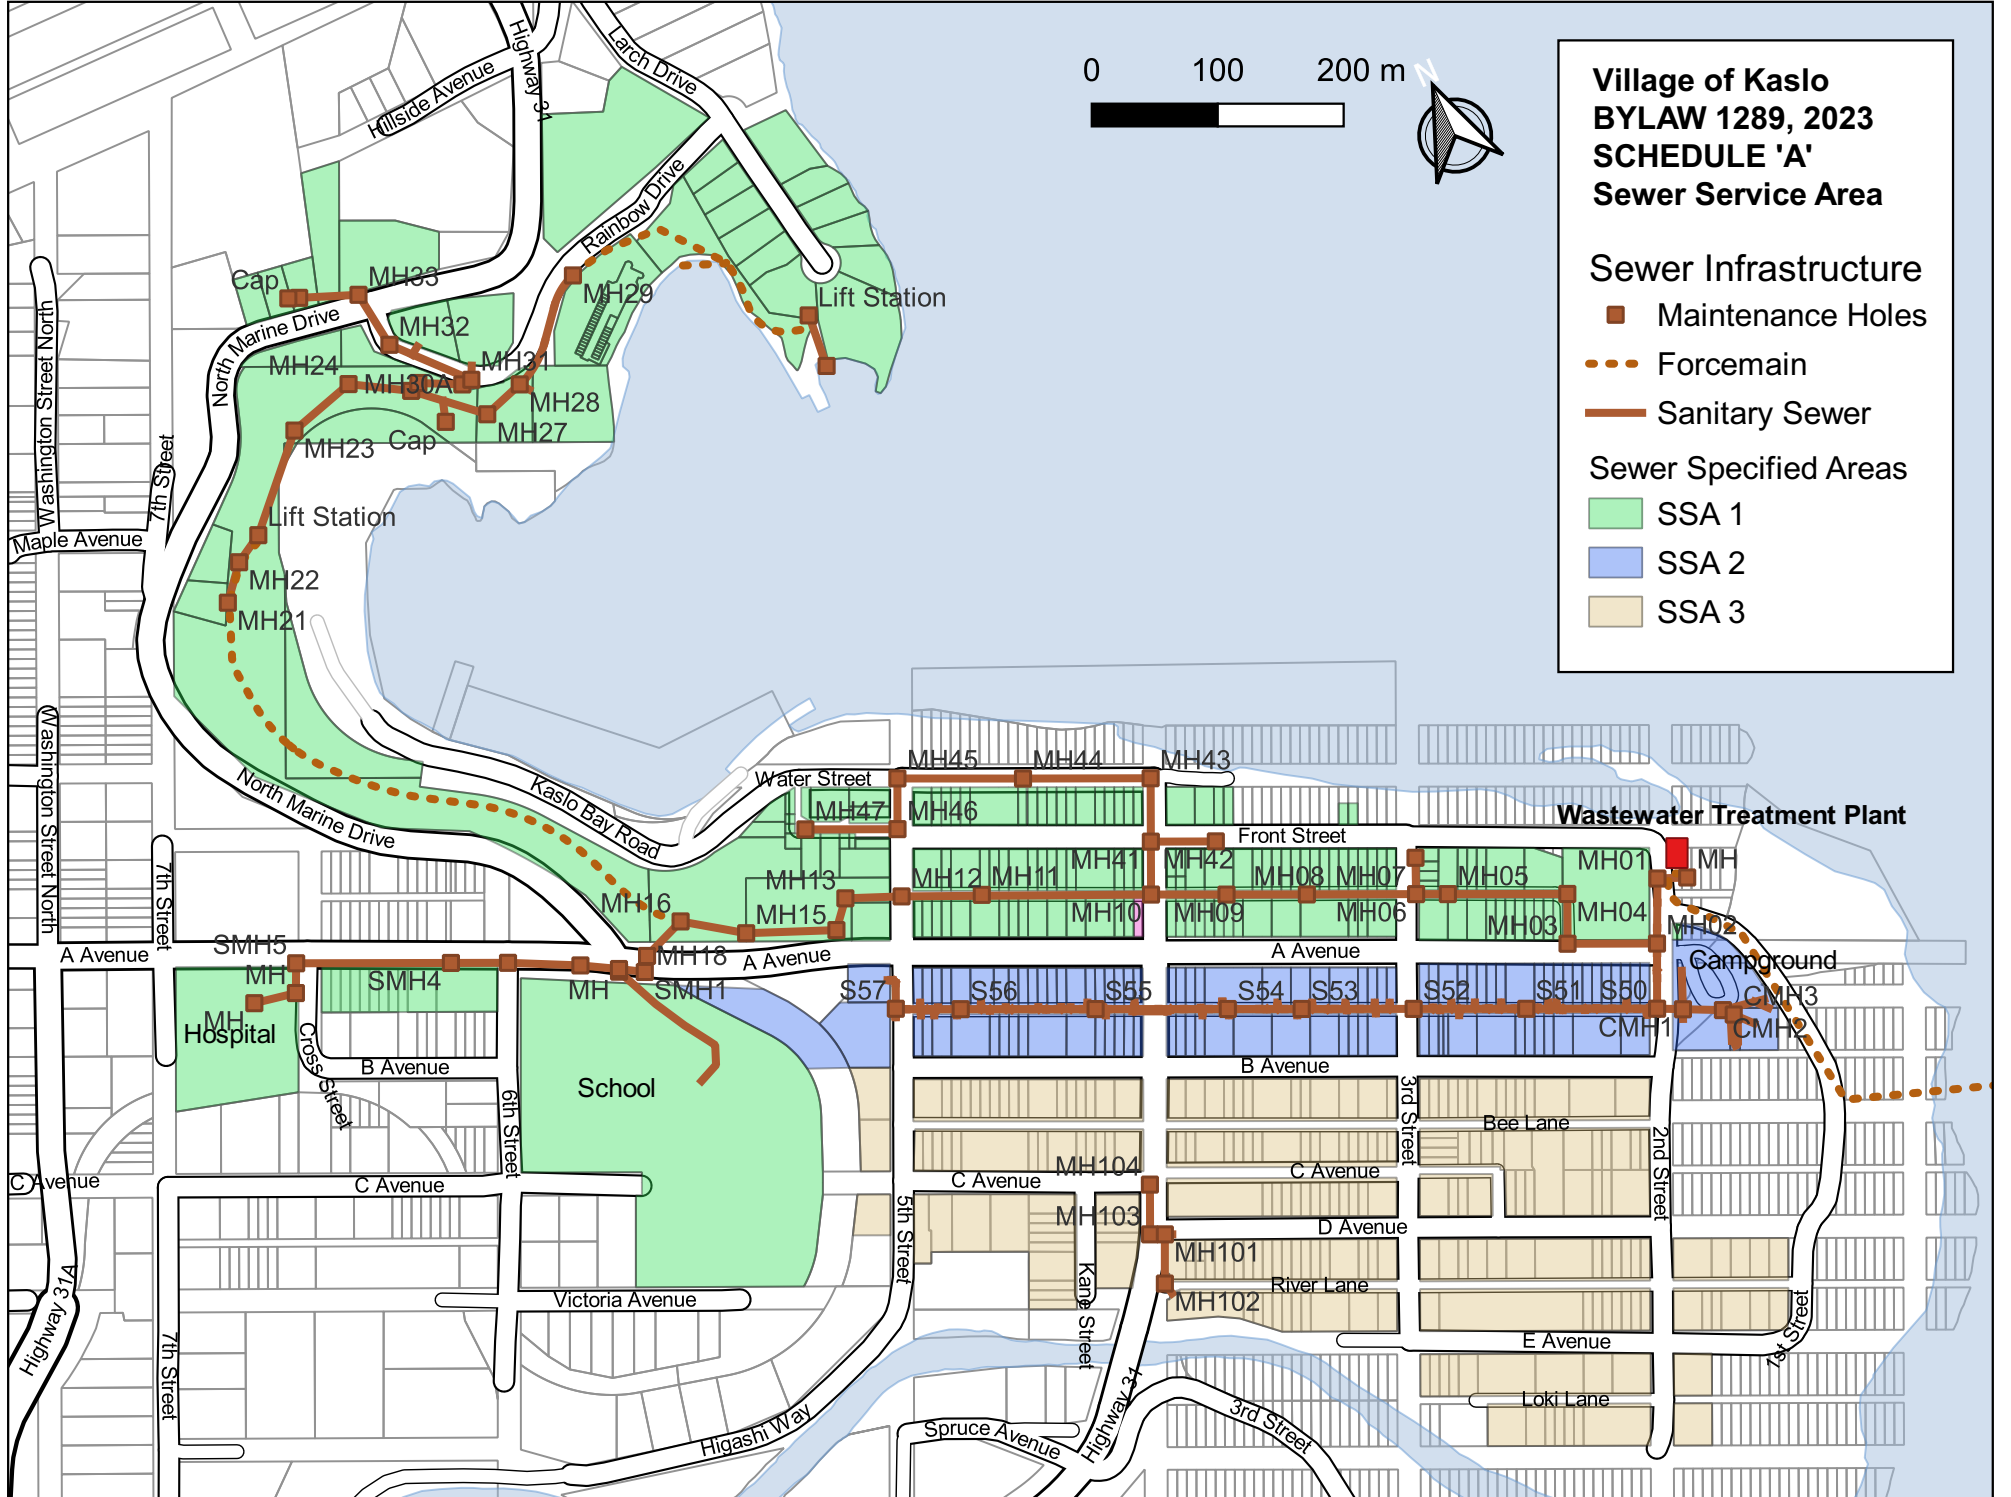 Village of Kaslo
BYLAW 1289, 2023
SCHEDULE 'A'
Sewer Service Area
Sewer Infrastructure
Maintenance Holes
Forcemain
Sanitary Sewer
Sewer Specified Areas
SSA 1
SSA 2
SSA 3
0 100 200 m
N
Highway 31
Larch Drive
Hillside Avenue
Rainbow Drive
Cap
MH33
MH29
Lift Station
North Marine Drive
MH32
MH24
MH31
MH30A
MH28
MH27
Cap
MH23
Washington Street North
7th Street
Lift Station
Maple Avenue
MH22
MH21
Washington Street North
North Marine Drive
Kaslo Bay Road
Water Street
MH45
MH44
MH43
MH47
MH46
Front Street
Wastewater Treatment Plant
MH41
MH42
MH01
MH
MH13
MH12
MH11
MH08
MH07
MH05
MH16
MH15
MH10
MH09
MH06
MH03
MH04
MH02
7th Street
A Avenue
SMH5
MH
SMH4
MH
MH18
SMH1
A Avenue
A Avenue
Campground
MH
Hospital
S57
S56
S55
S54
S53
S52
S51
S50
CMH3
CMH1
CMH2
Cross Street
B Avenue
School
B Avenue
6th Street
3rd Street
Bee Lane
2nd Street
C Avenue
C Avenue
C Avenue
MH104
C Avenue
MH103
D Avenue
5th Street
MH101
Kane Street
River Lane
MH102
Victoria Avenue
Highway 31A
7th Street
E Avenue
1st Street
Loki Lane
Highway 31
3rd Street
Higashi Way
Spruce Avenue